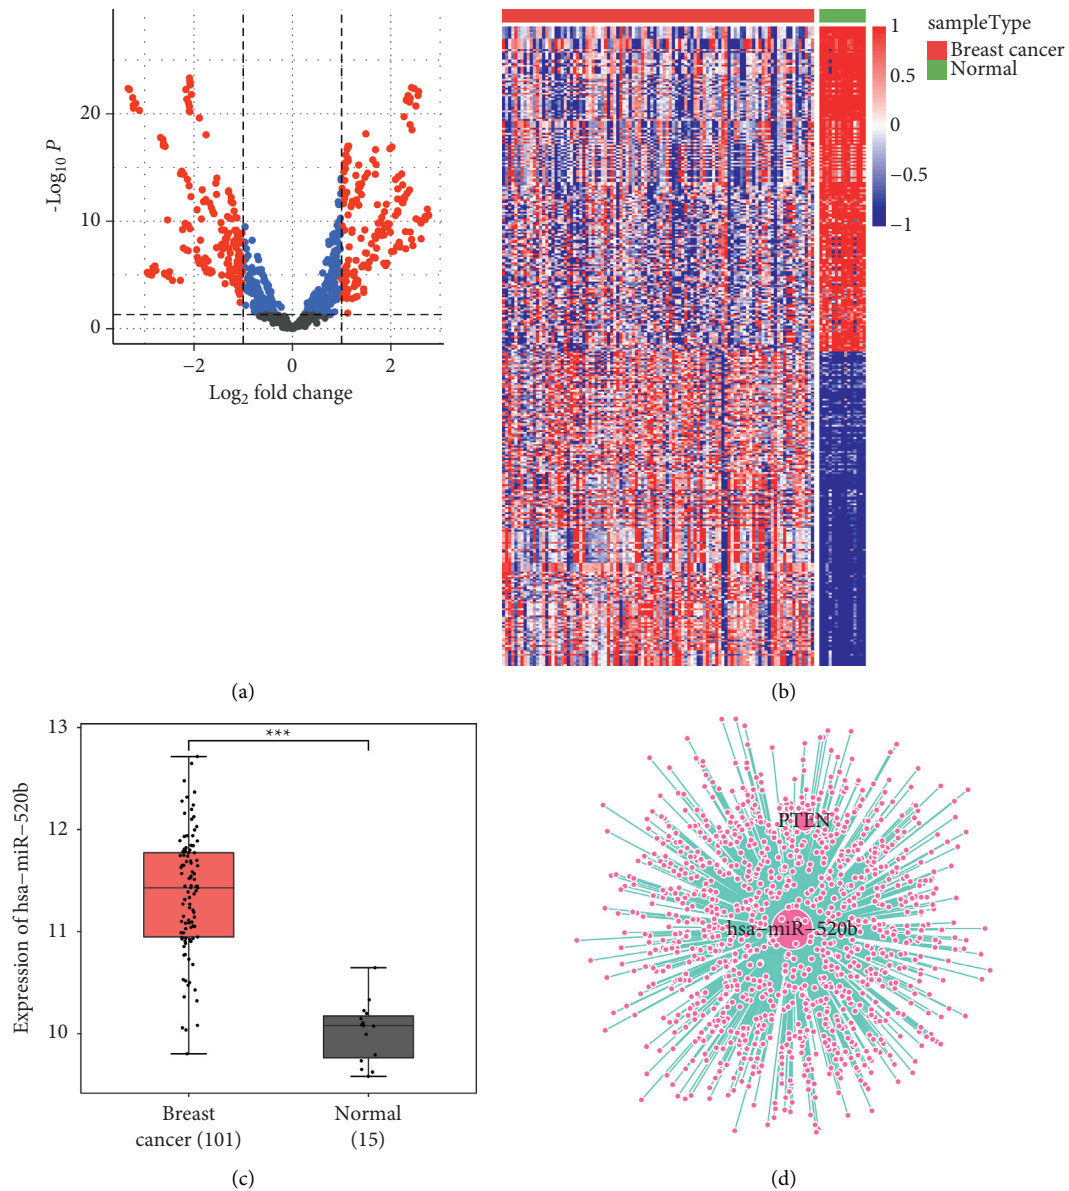 -Log10 P
20
10
0
−2
0
2
Log2 fold change
(a)
1
0.5
0
−0.5
−1
sampleType
Breast cancer
Normal
(b)
Expression of hsa−miR−520b
13
12
11
10
***
Breast
cancer (101)
Normal
(15)
(c)
PTEN
hsa−miR−520b
(d)